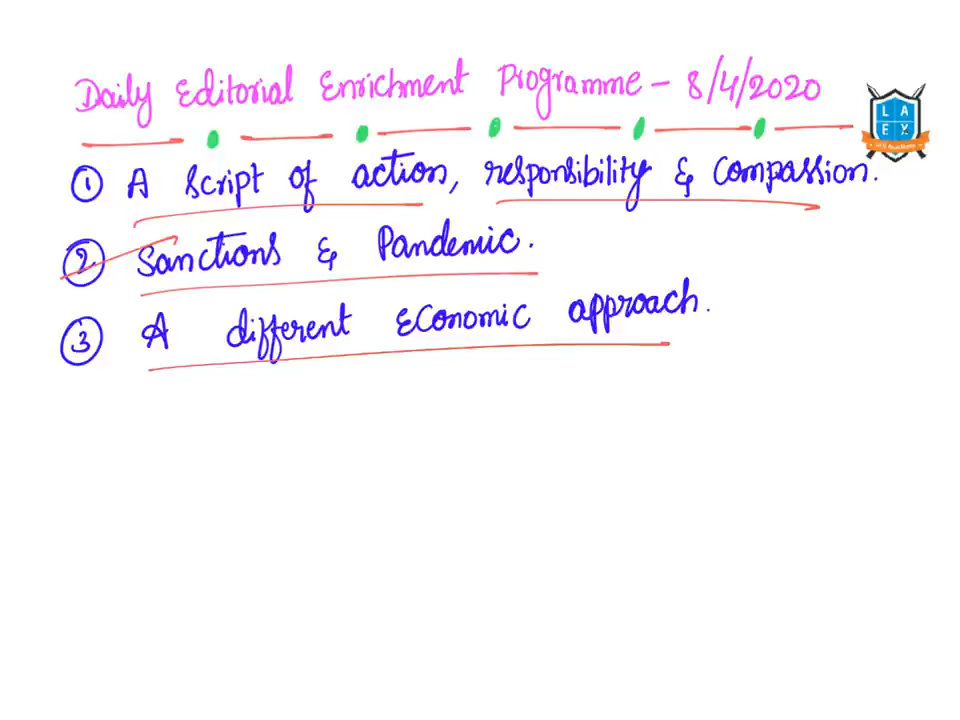 Daily Editorial Enrichment Programme - 8/4/2020
LAEX
① A script of action, responsibility & compassion.
② Sanctions & Pandemic.
③ A different Economic approach.